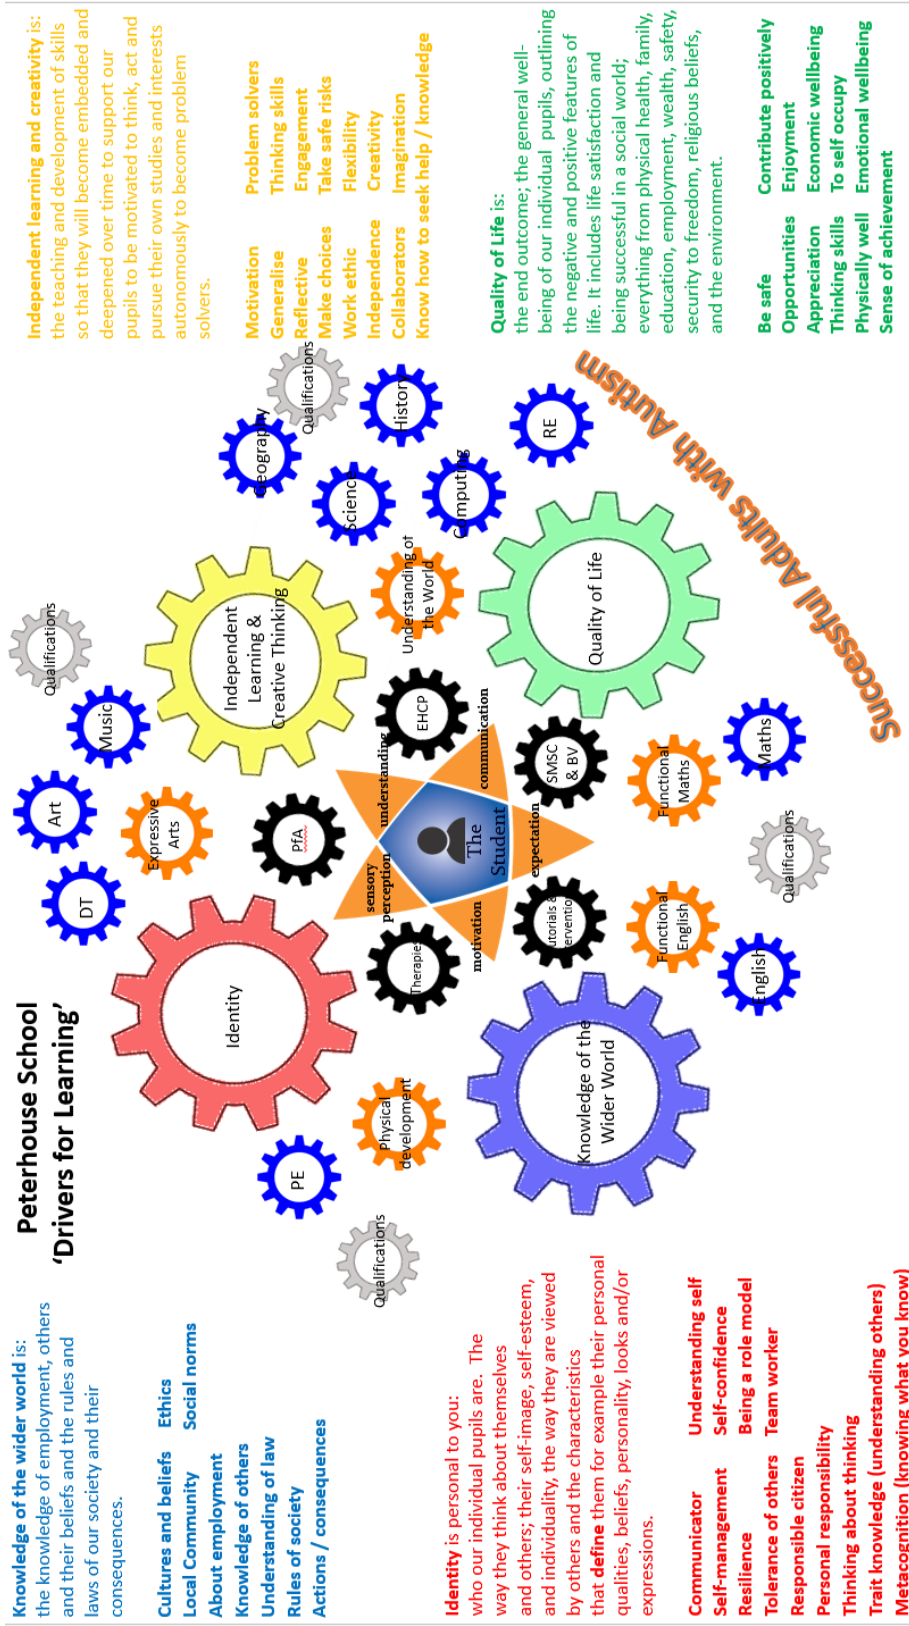 Peterhouse School
‘Drivers for Learning’
Knowledge of the wider world is:
the knowledge of employment, others
and their beliefs and the rules and
laws of our society and their
consequences.
Cultures and beliefs Ethics
Local Community Social norms
About employment
Knowledge of others
Understanding of law
Rules of society
Actions / consequences
Identity is personal to you:
who our individual pupils are. The
way they think about themselves
and others; their self-image, self-esteem,
and individuality, the way they are viewed
by others and the characteristics
that define them for example their personal
qualities, beliefs, personality, looks and/or
expressions.
Communicator Understanding self
Self-management Self-confidence
Resilience Being a role model
Tolerance of others Team worker
Responsible citizen
Personal responsibility
Thinking about thinking
Trait knowledge (understanding others)
Metacognition (knowing what you know)
DT
Art
Music
Qualifications
Expressive
Arts
Identity
PfA
Independent
Learning &
Creative Thinking
Geography
Qualifications
Science
History
Computing
RE
Understanding of
the World
PE
Physical
development
Qualifications
Therapies
EHCP
sensory
perception
understanding
communication
expectation
motivation
The
Student
SMSC
& BV
Knowledge of the
Wider World
Quality of Life
Functional
English
Functional
Maths
English
Maths
Qualifications
Successful Adults with Autism
Independent learning and creativity is:
the teaching and development of skills
so that they will become embedded and
deepened over time to support our
pupils to be motivated to think, act and
pursue their own studies and interests
autonomously to become problem
solvers.
Motivation Problem solvers
Generalise Thinking skills
Reflective Engagement
Make choices Take safe risks
Work ethic Flexibility
Independence Creativity
Collaborators Imagination
Know how to seek help / knowledge
Quality of Life is:
the end outcome; the general well-
being of our individual pupils, outlining
the negative and positive features of
life. It includes life satisfaction and
being successful in a social world;
everything from physical health, family,
education, employment, wealth, safety,
security to freedom, religious beliefs,
and the environment.
Be safe Contribute positively
Opportunities Enjoyment
Appreciation Economic wellbeing
Thinking skills To self occupy
Physically well Emotional wellbeing
Sense of achievement